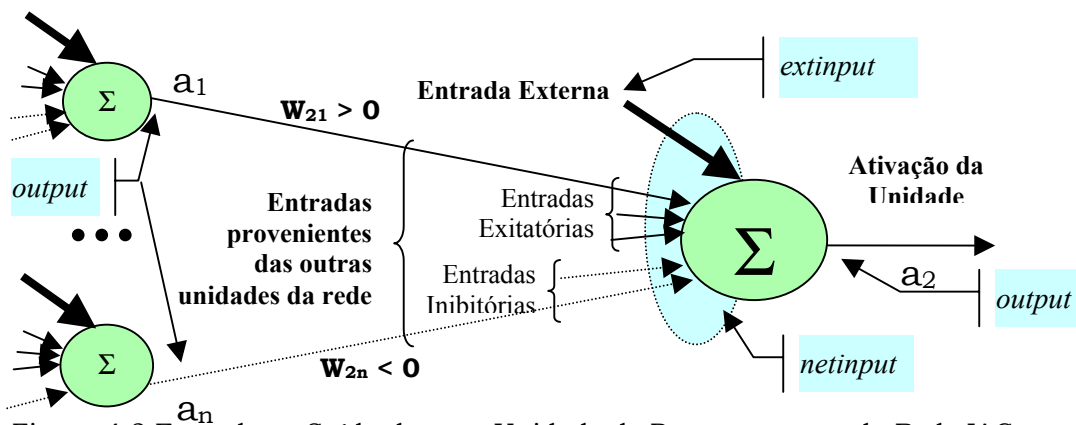 extinput
Entrada Externa
a1
W21 > 0
Σ
output
Entradas
provenientes
das outras
unidades da rede
Entradas
Exitatórias
Entradas
Inibitórias
Σ
Ativação da
Unidade
a2
output
netinput
Σ
W2n < 0
an